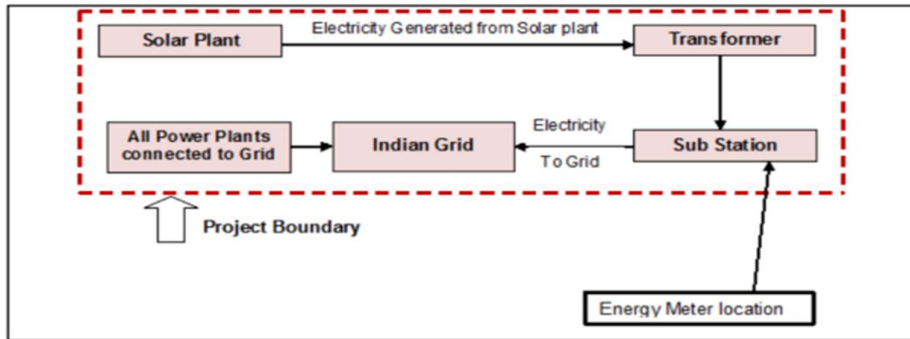 Solar Plant
Electricity Generated from Solar plant
Transformer
All Power Plants
connected to Grid
Indian Grid
Electricity
To Grid
Sub Station
Project Boundary
Energy Meter location